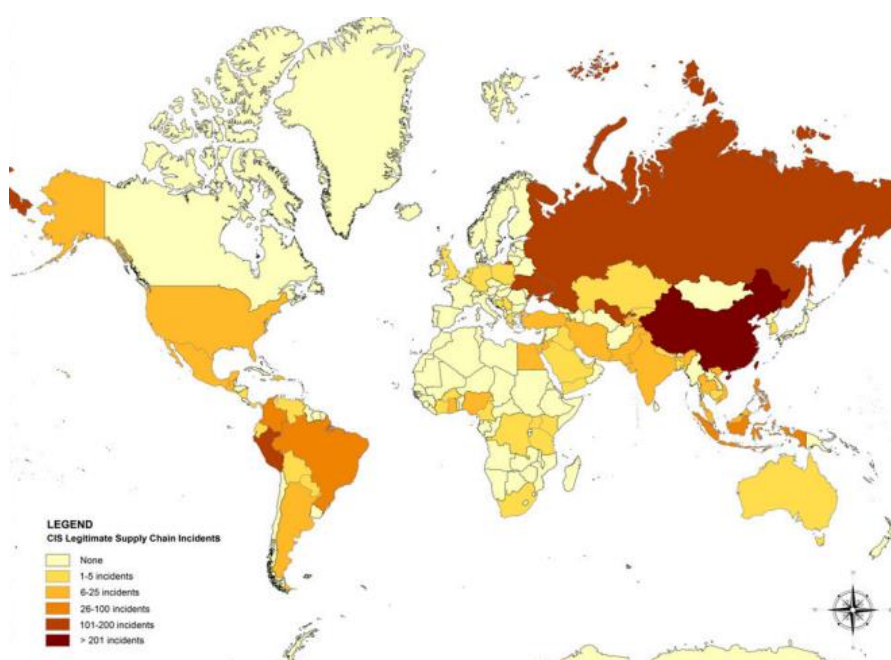 LEGEND
CIS Legitimate Supply Chain Incidents
None
1-5 incidents
6-25 incidents
26-100 incidents
101-200 incidents
> 201 incidents